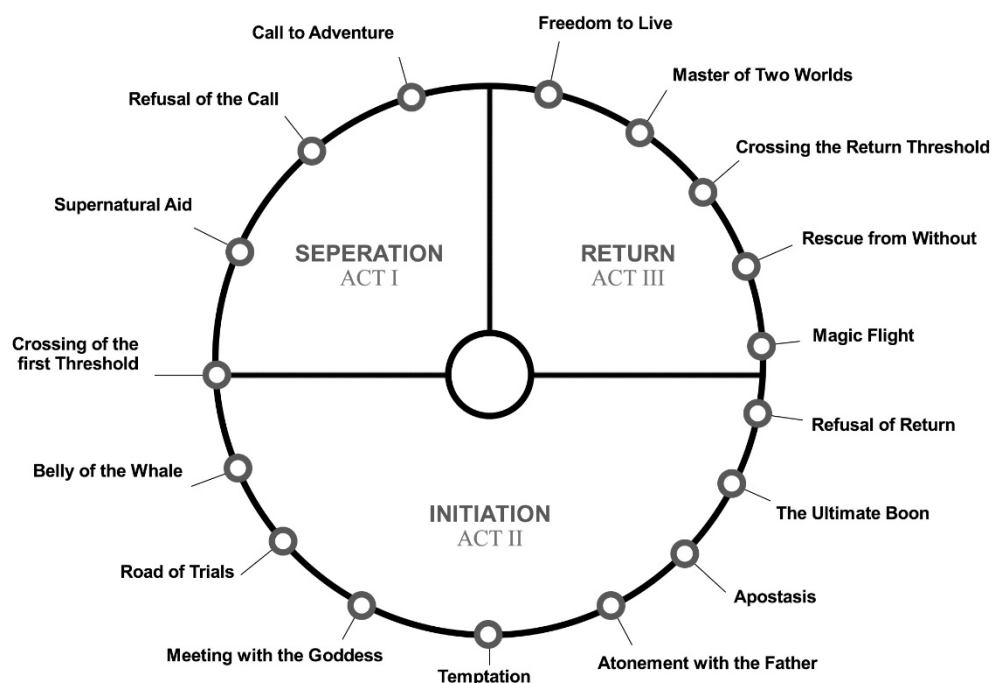 Call to Adventure
Freedom to Live
Refusal of the Call
Master of Two Worlds
Crossing the Return Threshold
Supernatural Aid
Rescue from Without
SEPERATION
ACT I
RETURN
ACT III
Crossing of the
first Threshold
Magic Flight
Refusal of Return
Belly of the Whale
The Ultimate Boon
INITIATION
ACT II
Road of Trials
Apostasis
Meeting with the Goddess
Temptation
Atonement with the Father